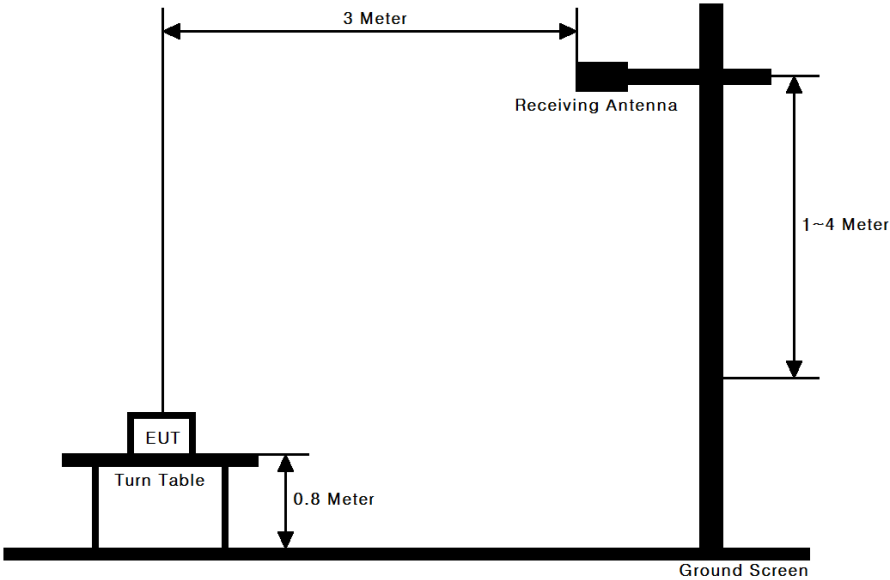 3 Meter
Receiving Antenna
1~4 Meter
EUT
Turn Table
0.8 Meter
Ground Screen